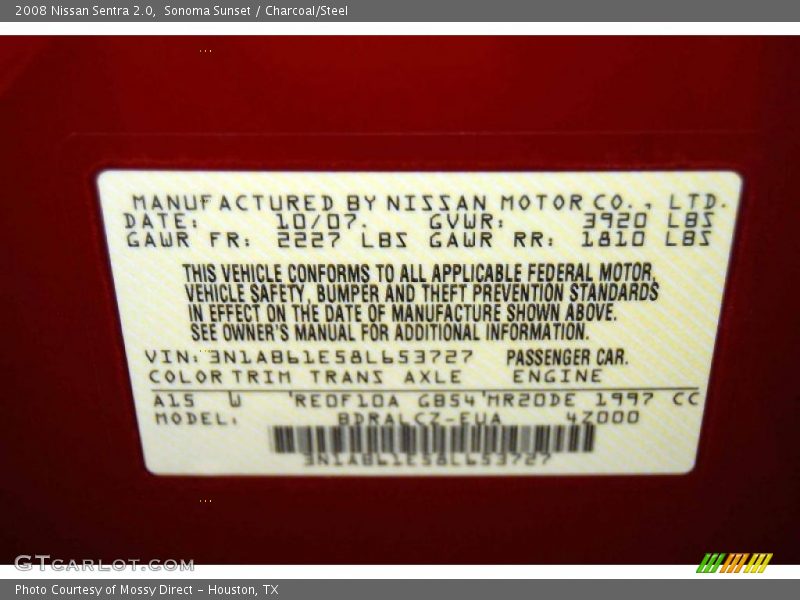 2008 Nissan Sentra 2.0, Sonoma Sunset / Charcoal/Steel
MANUFACTURED BY NISSAN MOTOR CO., LTD.
DATE: 10/07. GVWR: 3920 LBS
GAWR FR: 2227 LBS GAWR RR: 1810 LBS
THIS VEHICLE CONFORMS TO ALL APPLICABLE FEDERAL MOTOR
VEHICLE SAFETY, BUMPER AND THEFT PREVENTION STANDARDS
IN EFFECT ON THE DATE OF MANUFACTURE SHOWN ABOVE.
SEE OWNER'S MANUAL FOR ADDITIONAL INFORMATION.
VIN: 3N1AB61E58L653727 PASSENGER CAR.
COLOR TRIM TRANS AXLE ENGINE
A15 W RE0F10A GB54 MR20DE 1997 CC
MODEL. BDRALCZ-EUA 4Z000
3N1AB61E58L653727
GTCARLOT.COM
Photo Courtesy of Mossy Direct - Houston, TX